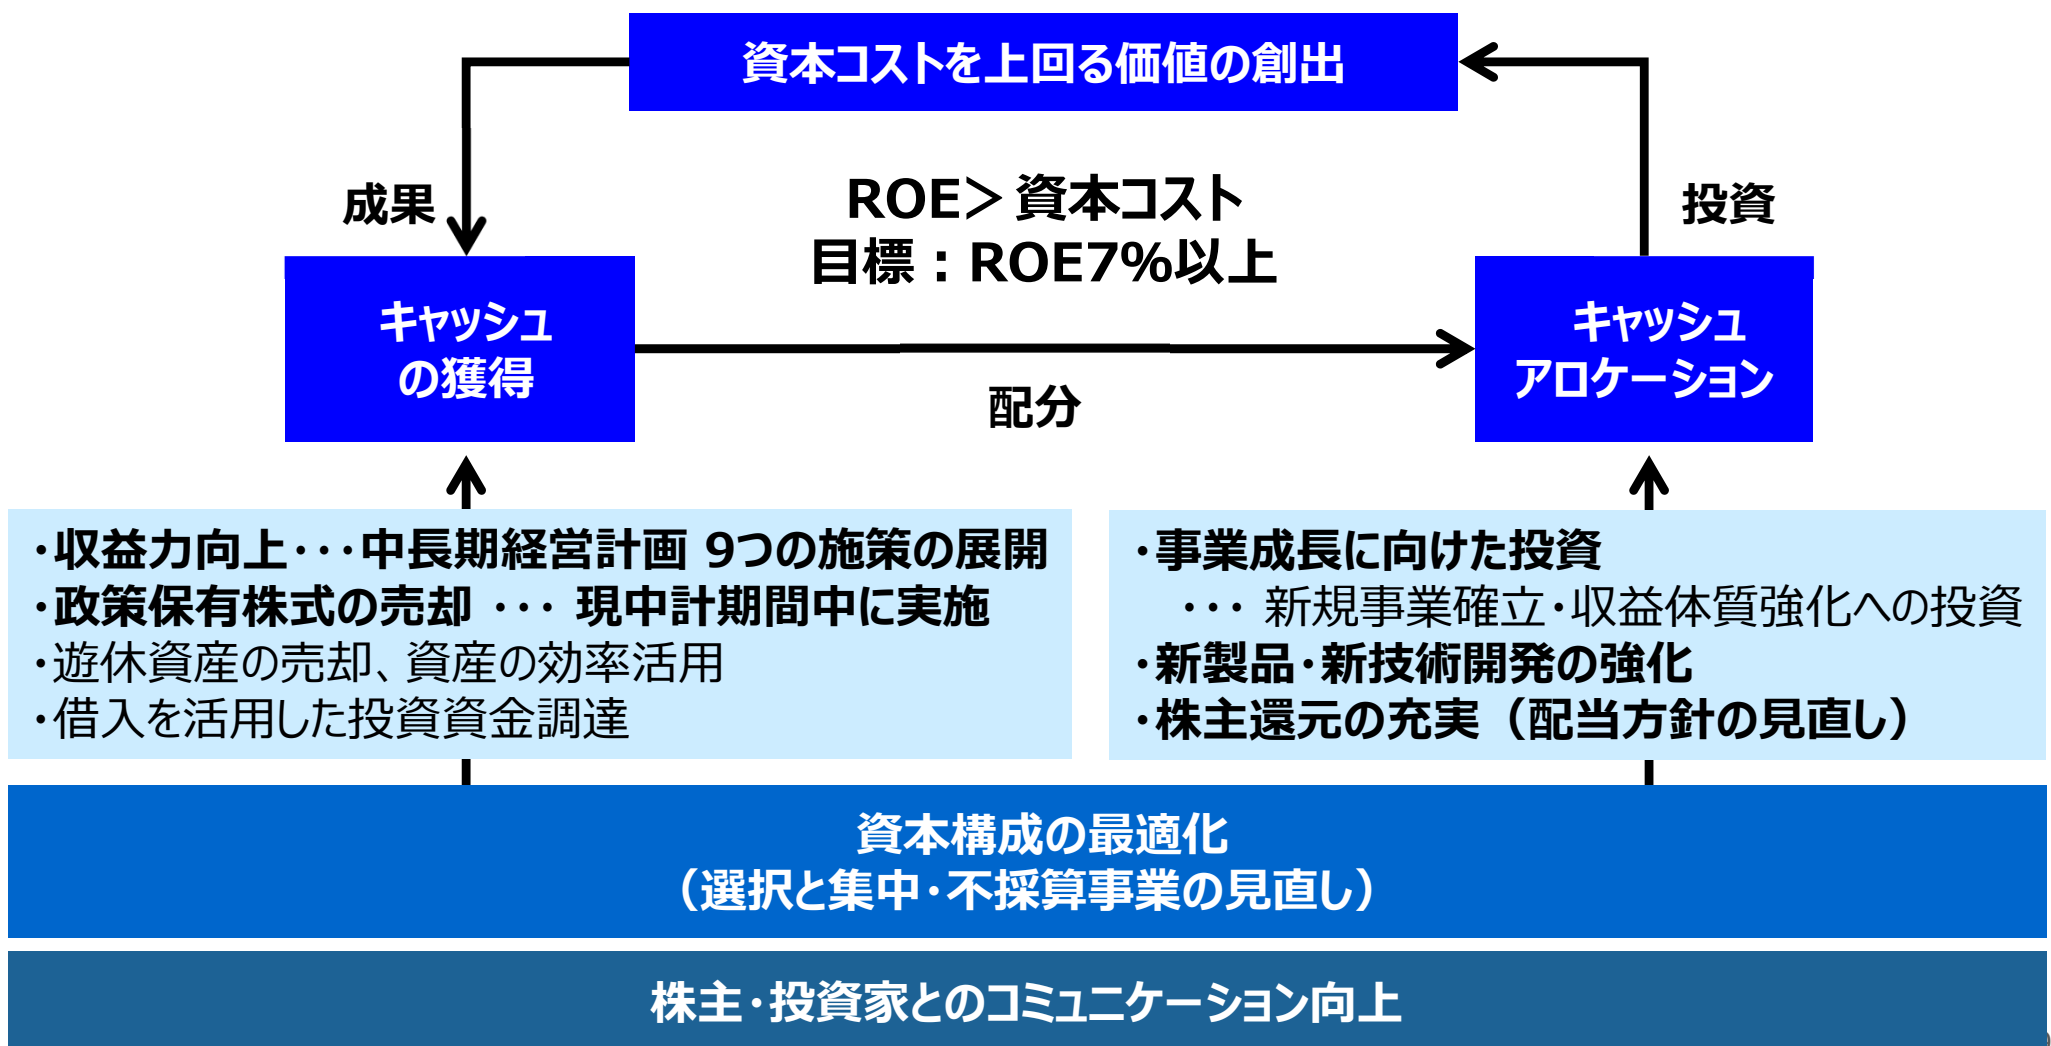 資本コストを上回る価値の創出
成果
ROE＞資本コスト
目標：ROE7%以上
投資
キャッシュ
の獲得
配分
キャッシュ
アロケーション
・収益力向上・・・中長期経営計画 9つの施策の展開
・政策保有株式の売却 ・・・ 現中計期間中に実施
・遊休資産の売却、資産の効率活用
・借入を活用した投資資金調達
・事業成長に向けた投資
・・・ 新規事業確立・収益体質強化への投資
・新製品・新技術開発の強化
・株主還元の充実（配当方針の見直し）
資本構成の最適化
（選択と集中・不採算事業の見直し）
株主・投資家とのコミュニケーション向上